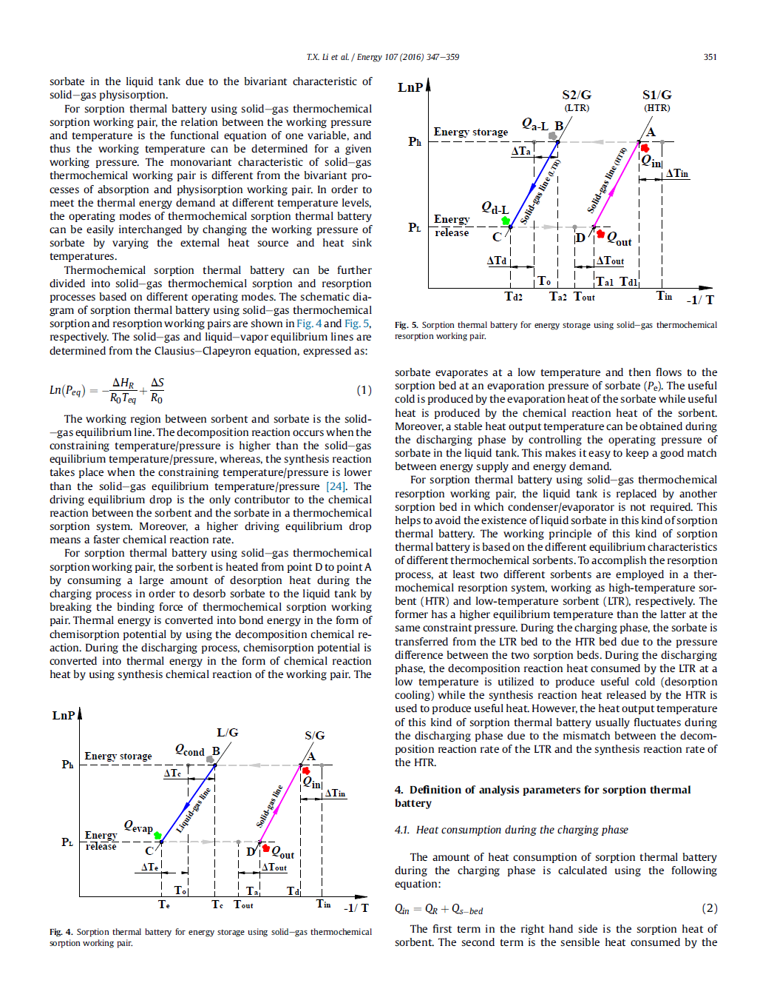 T.X. Li et al. / Energy 107 (2016) 347–359
351
sorbate in the liquid tank due to the bivariant characteristic of
solid–gas physisorption.
For sorption thermal battery using solid–gas thermochemical
sorption working pair, the relation between the working pressure
and temperature is the functional equation of one variable, and
thus the working temperature can be determined for a given
working pressure. The monovariant characteristic of solid–gas
thermochemical working pair is different from the bivariant pro-
cesses of absorption and physisorption working pair. In order to
meet the thermal energy demand at different temperature levels,
the operating modes of thermochemical sorption thermal battery
can be easily interchanged by changing the working pressure of
sorbate by varying the external heat source and heat sink
temperatures.
Thermochemical sorption thermal battery can be further
divided into solid–gas thermochemical sorption and resorption
processes based on different operating modes. The schematic dia-
gram of sorption thermal battery using solid–gas thermochemical
sorption and resorption working pairs are shown in Fig. 4 and Fig. 5,
respectively. The solid–gas and liquid–vapor equilibrium lines are
determined from the Clausius–Clapeyron equation, expressed as:
Ln(Peq) = −ΔHR/R0Teq + ΔS/R0 (1)
The working region between sorbent and sorbate is the solid-
–gas equilibrium line. The decomposition reaction occurs when the
constraining temperature/pressure is higher than the solid–gas
equilibrium temperature/pressure, whereas, the synthesis reaction
takes place when the constraining temperature/pressure is lower
than the solid–gas equilibrium temperature/pressure [24]. The
driving equilibrium drop is the only contributor to the chemical
reaction between the sorbent and the sorbate in a thermochemical
sorption system. Moreover, a higher driving equilibrium drop
means a faster chemical reaction rate.
For sorption thermal battery using solid–gas thermochemical
sorption working pair, the sorbent is heated from point D to point A
by consuming a large amount of desorption heat during the
charging process in order to desorb sorbate to the liquid tank by
breaking the binding force of thermochemical sorption working
pair. Thermal energy is converted into bond energy in the form of
chemisorption potential by using the decomposition chemical re-
action. During the discharging process, chemisorption potential is
converted into thermal energy in the form of chemical reaction
heat by using synthesis chemical reaction of the working pair. The
LnP
L/G
S/G
Energy storage
Qcond
B
A
Ph
ΔTc
Qin
ΔTin
Liquid-gas line
Solid-gas line
Qevap
Energy
release
PL
C
D
Qout
ΔTe
ΔTout
To
Ta
Td
Te
Tc
Tout
Tin
-1/ T
Fig. 4. Sorption thermal battery for energy storage using solid–gas thermochemical
sorption working pair.
LnP
S2/G
(LTR)
S1/G
(HTR)
Energy storage
Qa-L
B
A
Ph
ΔTa
Qin
ΔTin
Solid-gas line (LTR)
Solid-gas line (HTR)
Qd-L
Energy
release
PL
C
D
Qout
ΔTd
ΔTout
To
Ta1
Td1
Td2
Ta2
Tout
Tin
-1/ T
Fig. 5. Sorption thermal battery for energy storage using solid–gas thermochemical
resorption working pair.
sorbate evaporates at a low temperature and then flows to the
sorption bed at an evaporation pressure of sorbate (Pe). The useful
cold is produced by the evaporation heat of the sorbate while useful
heat is produced by the chemical reaction heat of the sorbent.
Moreover, a stable heat output temperature can be obtained during
the discharging phase by controlling the operating pressure of
sorbate in the liquid tank. This makes it easy to keep a good match
between energy supply and energy demand.
For sorption thermal battery using solid–gas thermochemical
resorption working pair, the liquid tank is replaced by another
sorption bed in which condenser/evaporator is not required. This
helps to avoid the existence of liquid sorbate in this kind of sorption
thermal battery. The working principle of this kind of sorption
thermal battery is based on the different equilibrium characteristics
of different thermochemical sorbents. To accomplish the resorption
process, at least two different sorbents are employed in a ther-
mochemical resorption system, working as high-temperature sor-
bent (HTR) and low-temperature sorbent (LTR), respectively. The
former has a higher equilibrium temperature than the latter at the
same constraint pressure. During the charging phase, the sorbate is
transferred from the LTR bed to the HTR bed due to the pressure
difference between the two sorption beds. During the discharging
phase, the decomposition reaction heat consumed by the LTR at a
low temperature is utilized to produce useful cold (desorption
cooling) while the synthesis reaction heat released by the HTR is
used to produce useful heat. However, the heat output temperature
of this kind of sorption thermal battery usually fluctuates during
the discharging phase due to the mismatch between the decom-
position reaction rate of the LTR and the synthesis reaction rate of
the HTR.
4. Definition of analysis parameters for sorption thermal
battery
4.1. Heat consumption during the charging phase
The amount of heat consumption of sorption thermal battery
during the charging phase is calculated using the following
equation:
Qin = QR + Qs−bed (2)
The first term in the right hand side is the sorption heat of
sorbent. The second term is the sensible heat consumed by the